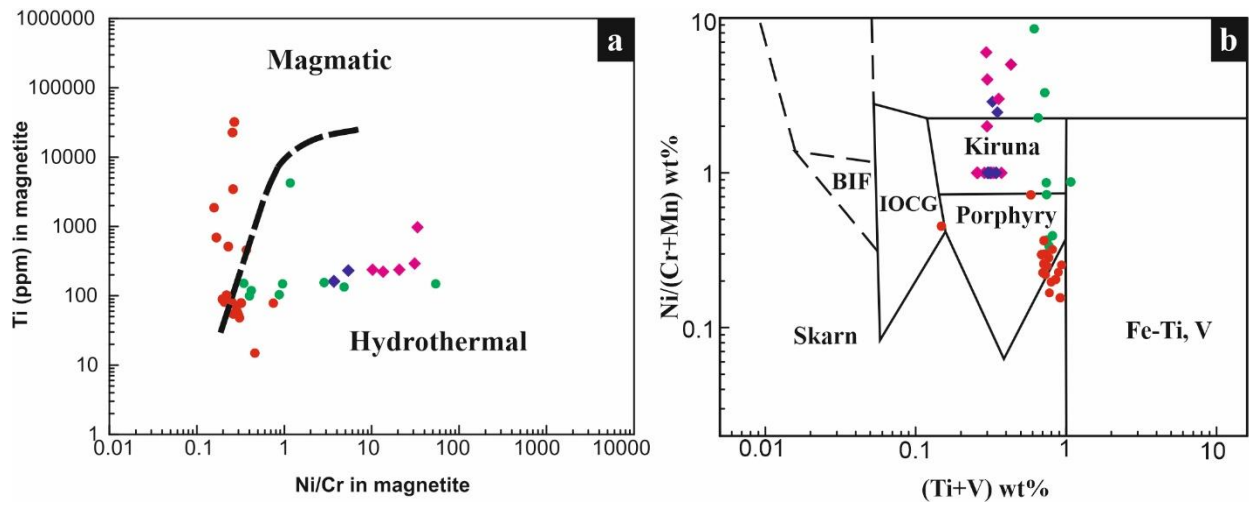 a
Magmatic
Hydrothermal
Ti (ppm) in magnetite
1000000
100000
10000
1000
100
10
1
0.01
0.1
1
10
100
1000
10000
Ni/Cr in magnetite
b
Kiruna
BIF
IOCG
Porphyry
Skarn
Fe-Ti, V
Ni/(Cr+Mn) wt%
10
1
0.1
0.01
0.1
1
10
(Ti+V) wt%